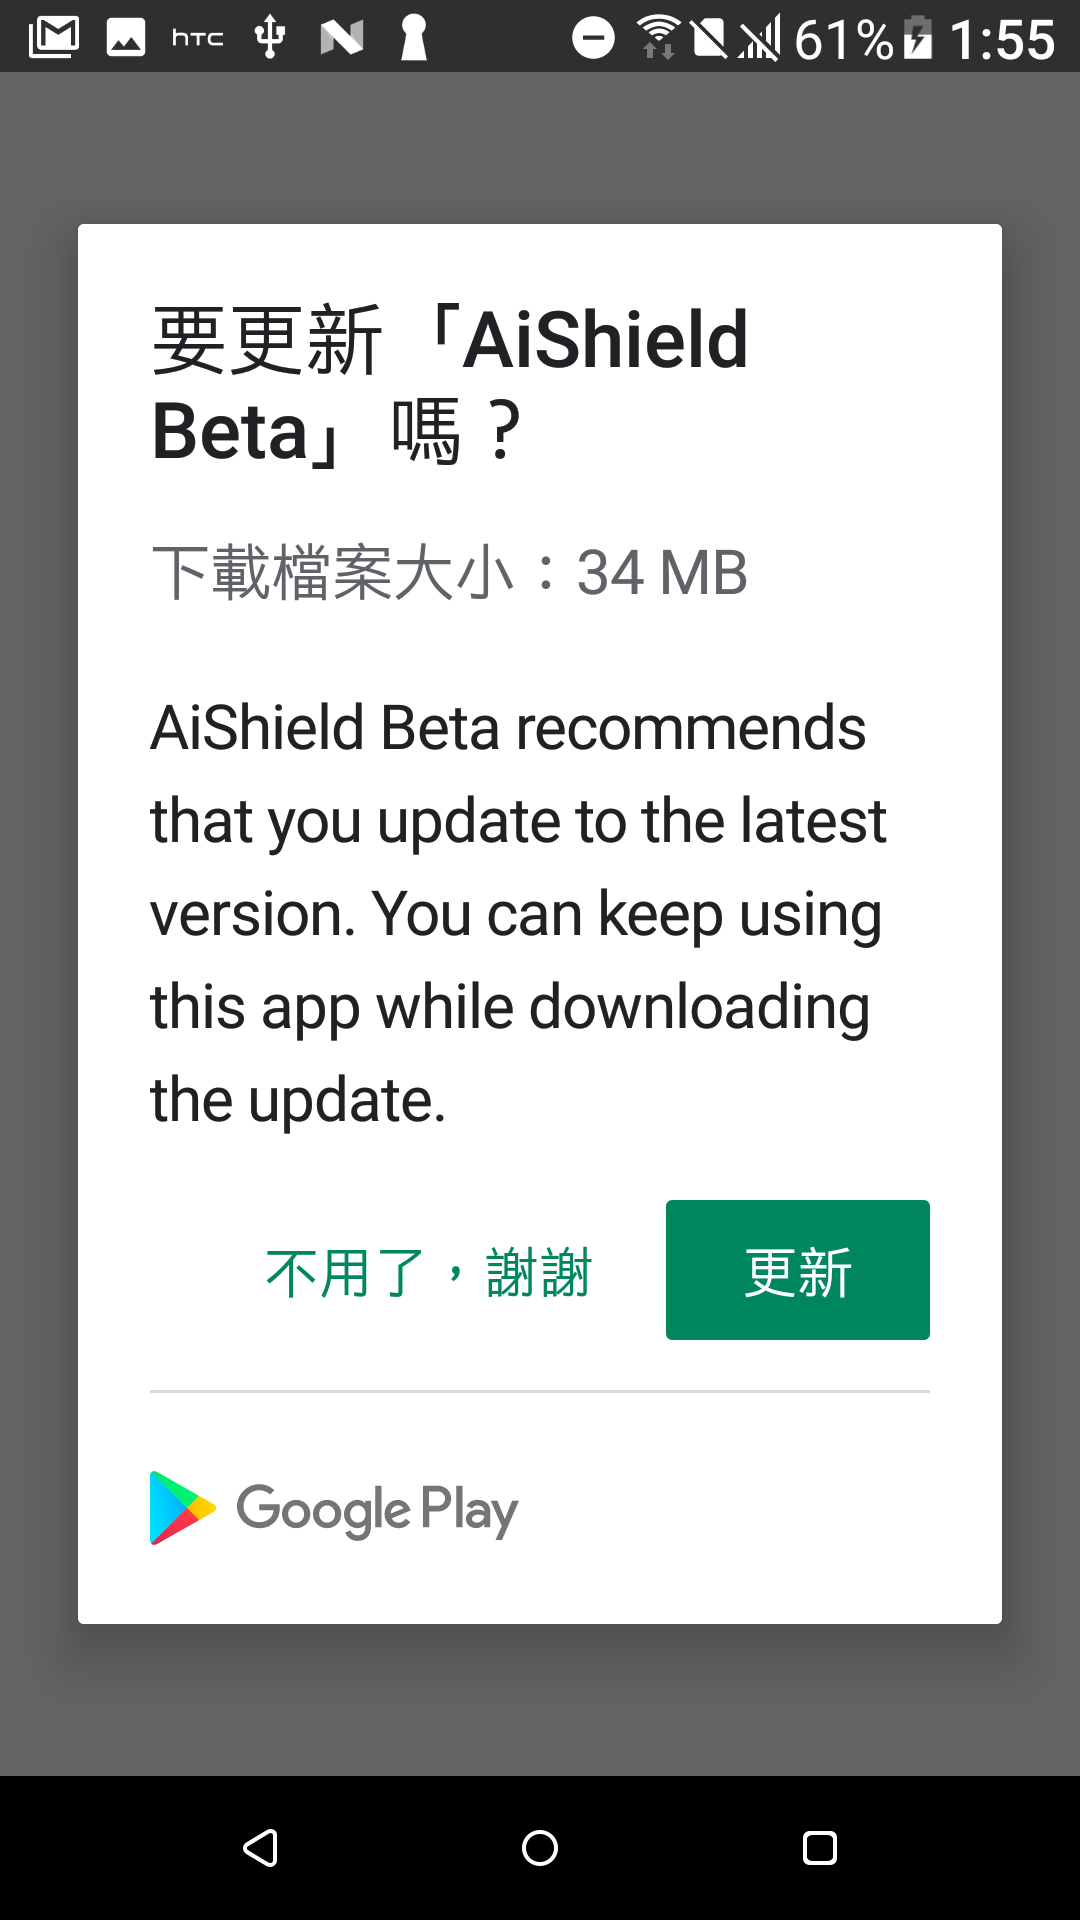 hTC
61% 1:55
要更新「AiShield
Beta」嗎？
下載檔案大小：34 MB
AiShield Beta recommends
that you update to the latest
version. You can keep using
this app while downloading
the update.
不用了，謝謝 更新
Google Play